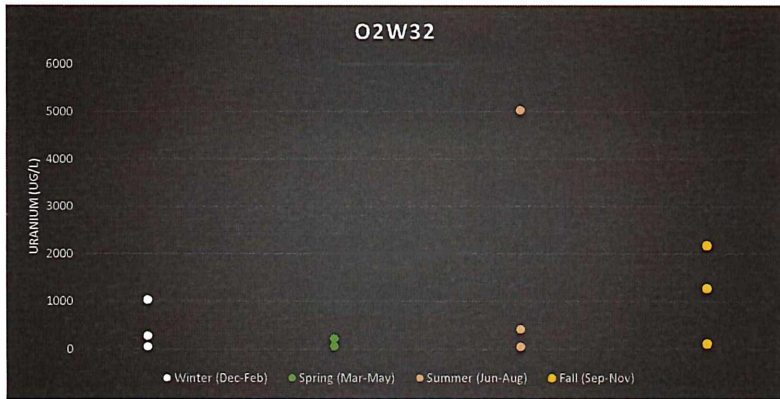 O2W32
6000
5000
4000
3000
2000
1000
0
URANIUM (UG/L)
Winter (Dec-Feb) Spring (Mar-May) Summer (Jun-Aug) Fall (Sep-Nov)